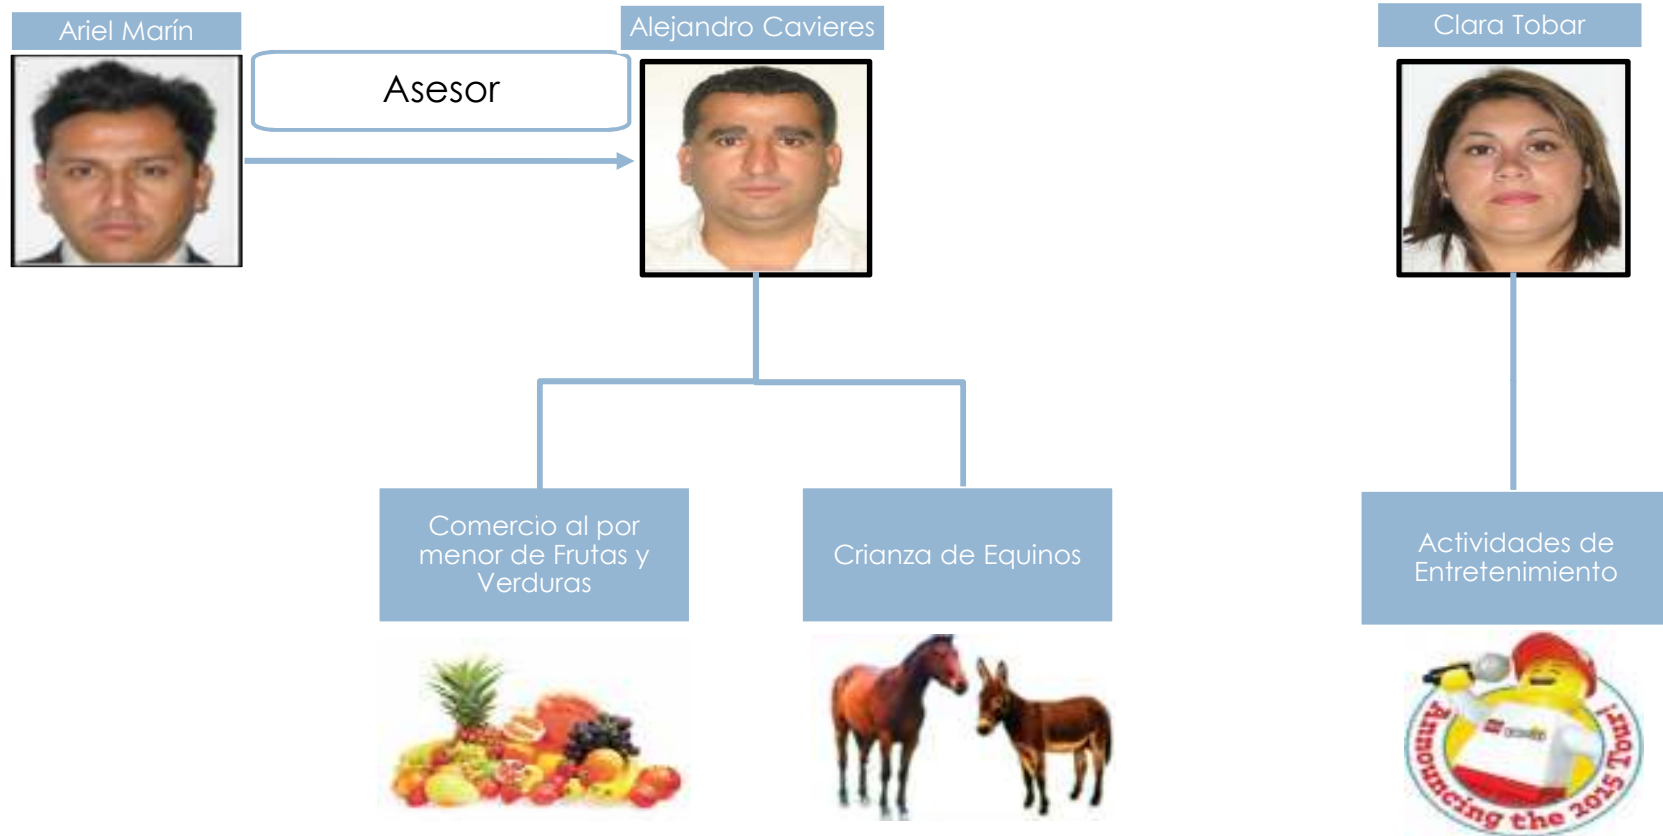 Ariel Marín
Alejandro Cavieres
Clara Tobar
Asesor
Comercio al por
menor de Frutas y
Verduras
Crianza de Equinos
Actividades de
Entretenimiento
Announcing the 2015 Tour!